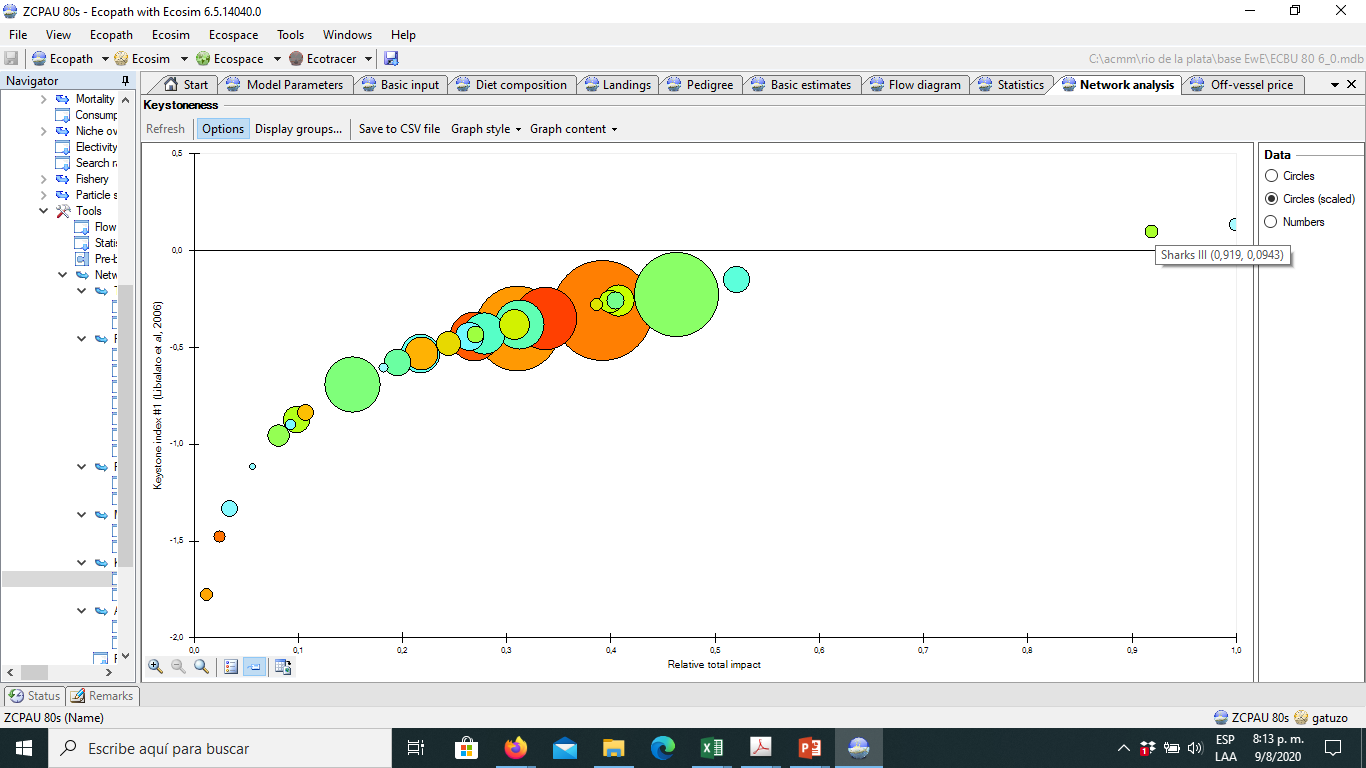 ZCPAU 80s - Ecopath with Ecosim 6.5.14040.0
File View Ecopath Ecosim Ecospace Tools Windows Help
Ecopath Ecosim Ecospace Ecotracer C:\acmm\rio de la plata\base EwE\ECBU 80 6_0.mdb
Navigator
Mortality
Consump
Niche ov
Electivity
Search ra
Fishery
Particle s
Tools
Flow
Statis
Pre-b
Netw
Start Model Parameters Basic input Diet composition Landings Pedigree Basic estimates Flow diagram Statistics Network analysis Off-vessel price
Keystoneness
Refresh Options Display groups... Save to CSV file Graph style Graph content
0,5
0,0
-0,5
-1,0
-1,5
-2,0
Keystone index #1 (Libralato et al, 2006)
Sharks III (0,919, 0,0943)
0,0 0,1 0,2 0,3 0,4 0,5 0,6 0,7 0,8 0,9 1,0
Relative total impact
Data
Circles
Circles (scaled)
Numbers
Status Remarks
ZCPAU 80s (Name) ZCPAU 80s gatuzo
Escribe aquí para buscar
ESP
LAA
8:13 p. m.
9/8/2020